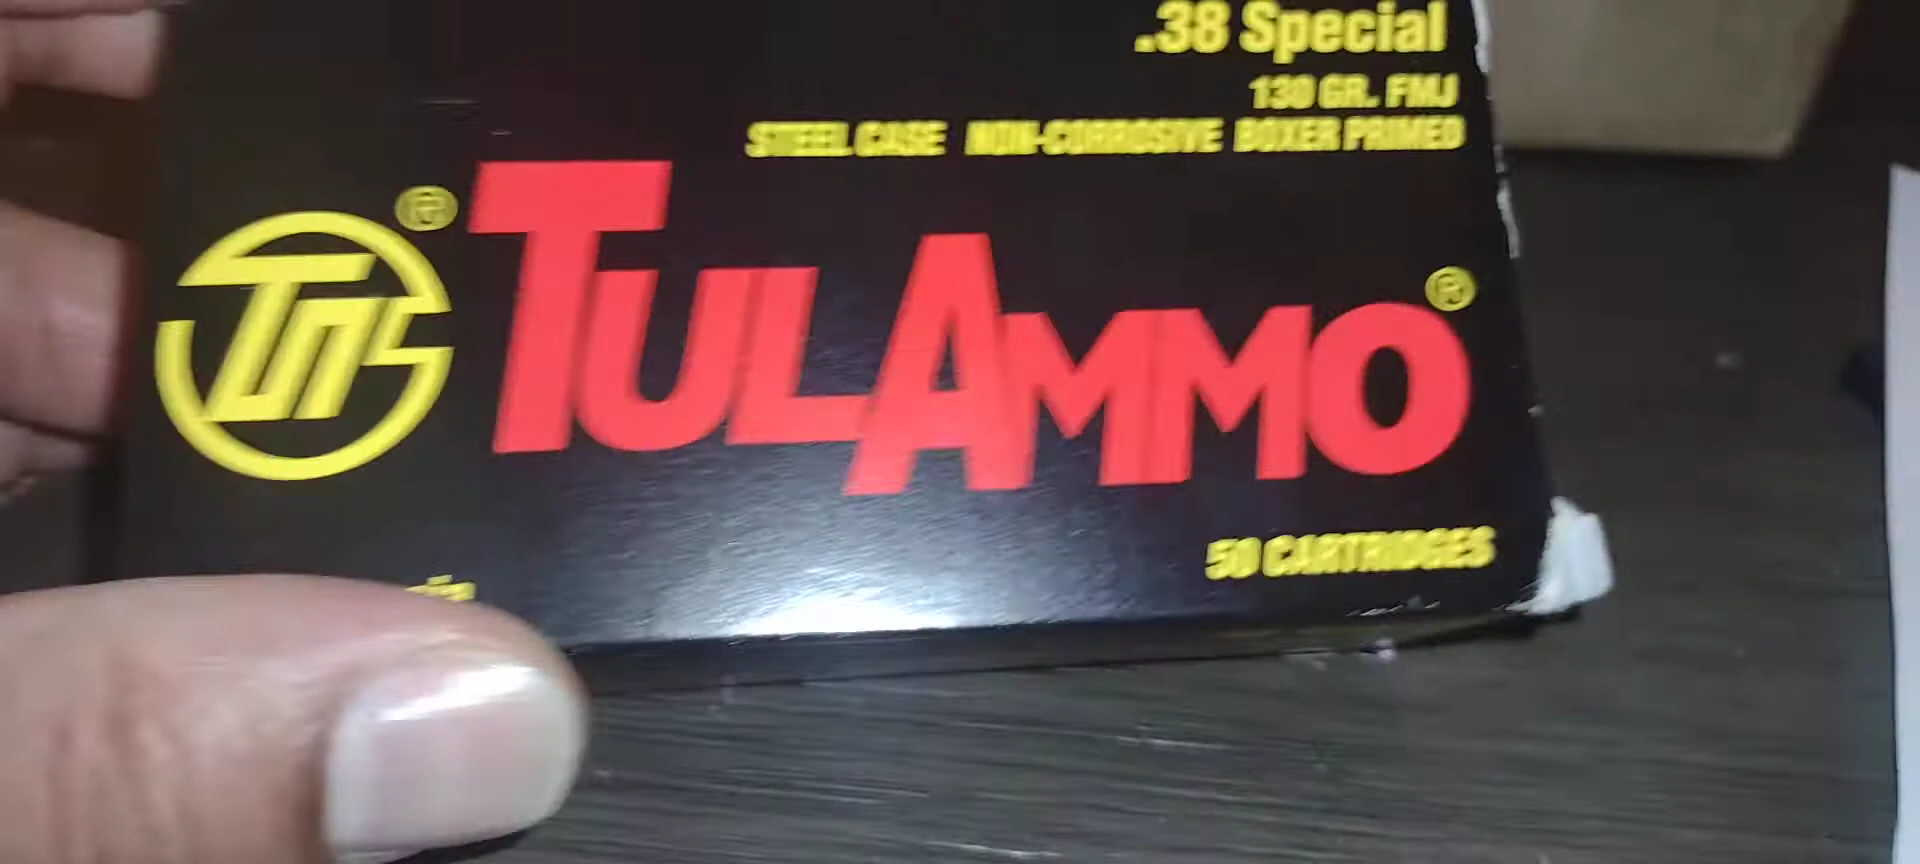 .38 Special
130 GR. FMJ
STEEL CASE NON-CORROSIVE BOXER PRIMED
®
TULAMMO
®
50 CARTRIDGES